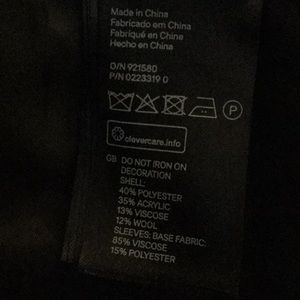 Made in China
Fabricado em China
Fabriqué en Chine
Hecho en China
O/N 921580
P/N 0223319 0
P
clevercare.info
GB DO NOT IRON ON
DECORATION
SHELL:
40% POLYESTER
35% ACRYLIC
13% VISCOSE
12% WOOL
SLEEVES: BASE FABRIC:
85% VISCOSE
15% POLYESTER